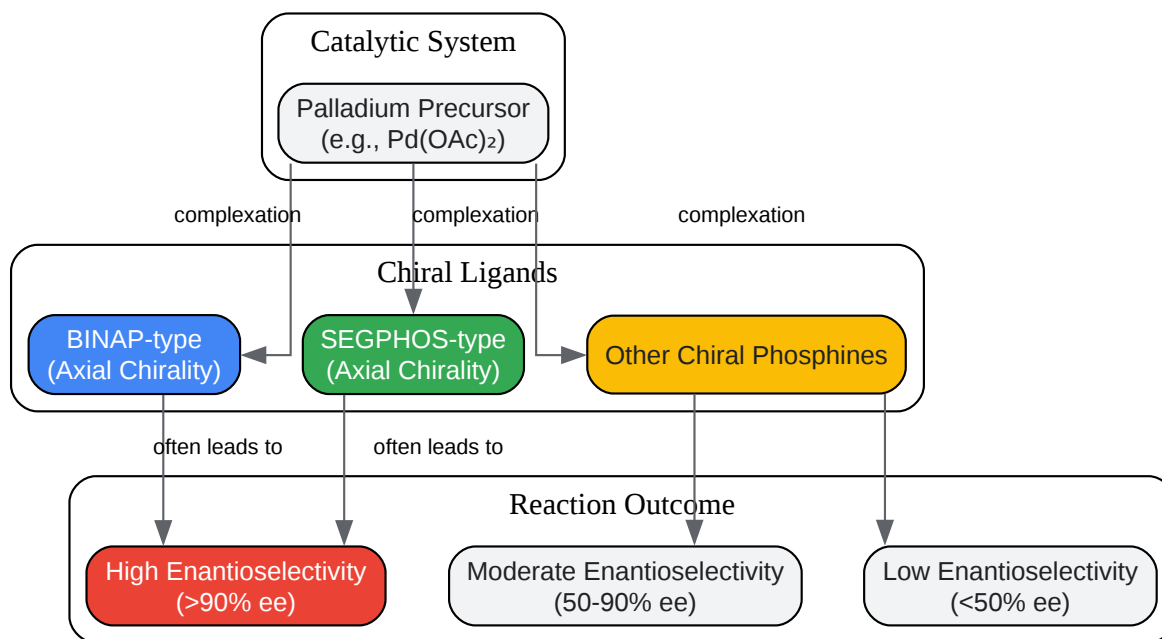 Catalytic System
Palladium Precursor
(e.g., Pd(OAc)₂)
complexation
complexation
complexation
Chiral Ligands
BINAP-type
(Axial Chirality)
SEGPHOS-type
(Axial Chirality)
Other Chiral Phosphines
often leads to
often leads to
Reaction Outcome
High Enantioselectivity
(>90% ee)
Moderate Enantioselectivity
(50-90% ee)
Low Enantioselectivity
(<50% ee)